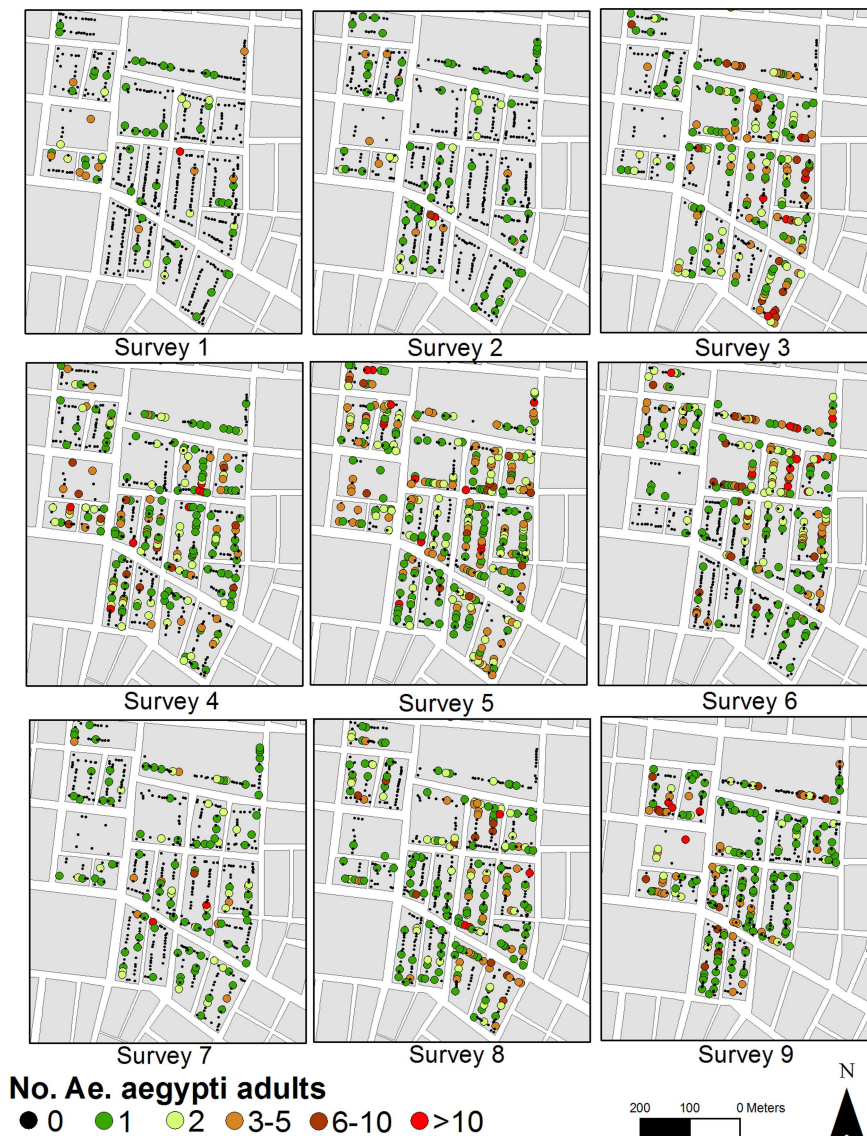 Survey 1
Survey 2
Survey 3
Survey 4
Survey 5
Survey 6
Survey 7
Survey 8
Survey 9
No. Ae. aegypti adults
0 1 2 3-5 6-10 >10
200 100 0 Meters
N